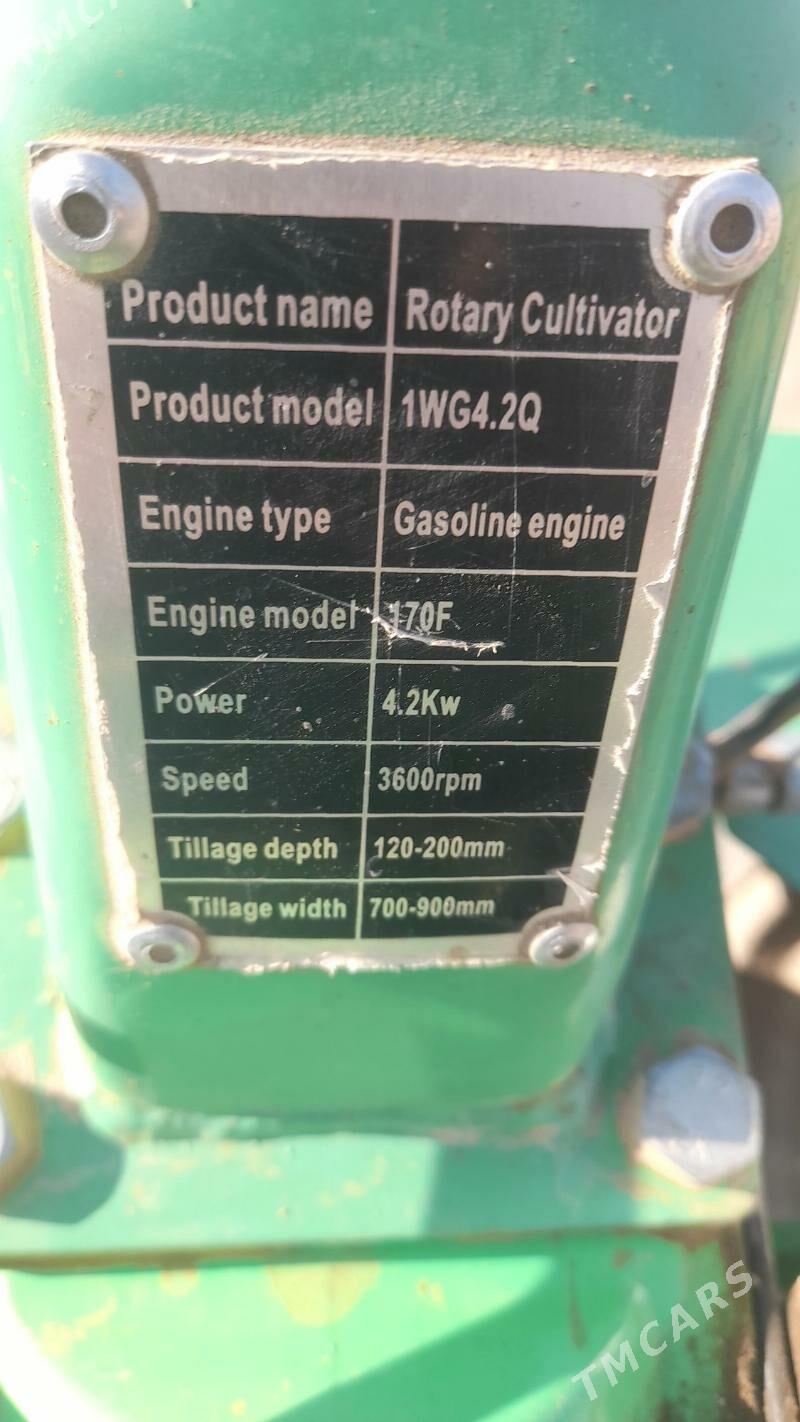 Product name Rotary Cultivator
Product model 1WG4.2Q
Engine type Gasoline engine
Engine model 170F
Power 4.2Kw
Speed 3600rpm
Tillage depth 120-200mm
Tillage width 700-900mm
TMCARS